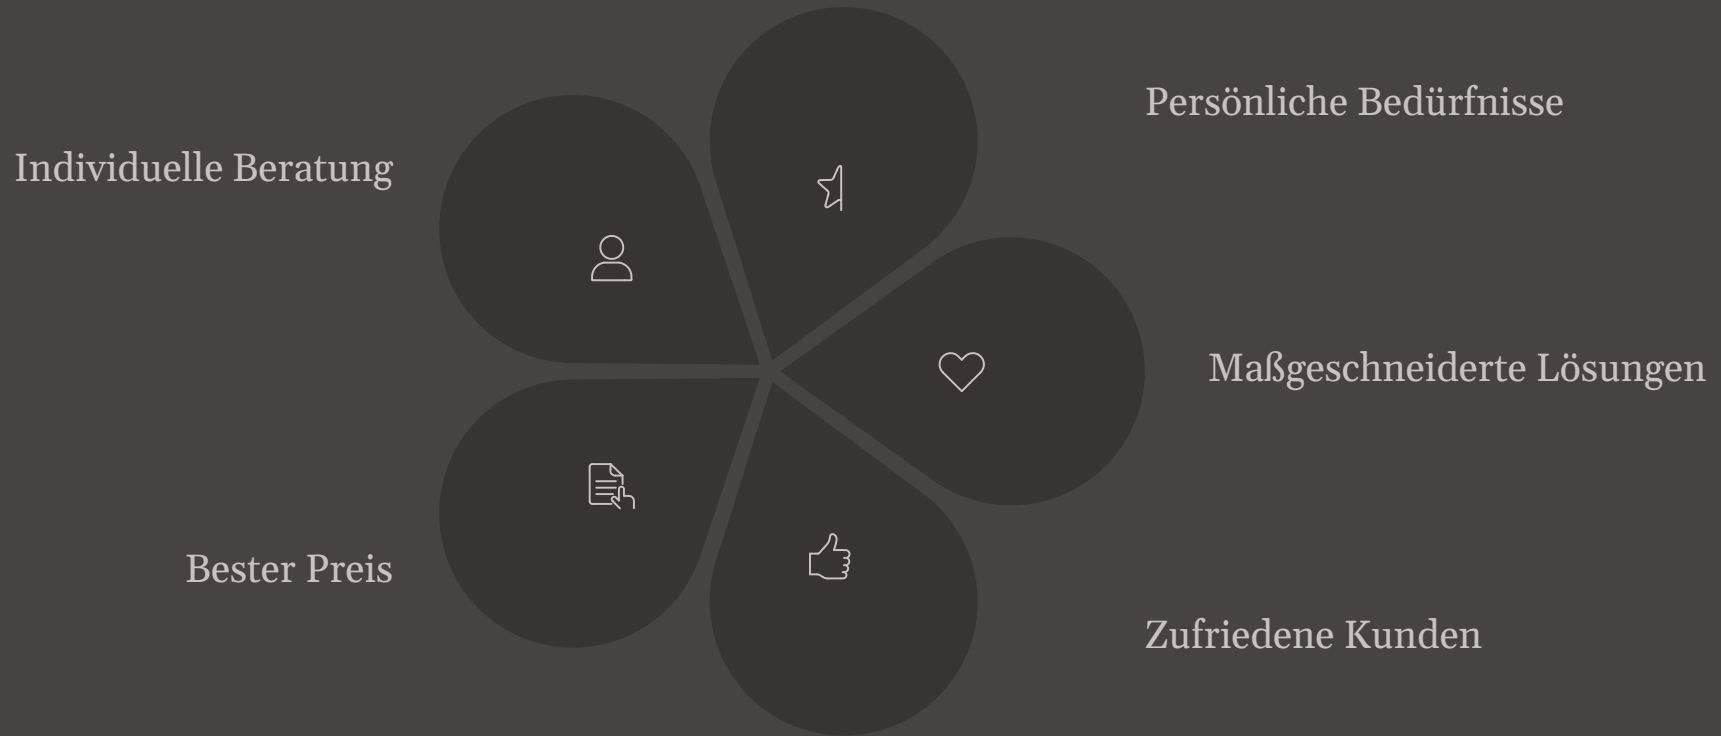 Persönliche Bedürfnisse
Individuelle Beratung
Maßgeschneiderte Lösungen
Bester Preis
Zufriedene Kunden